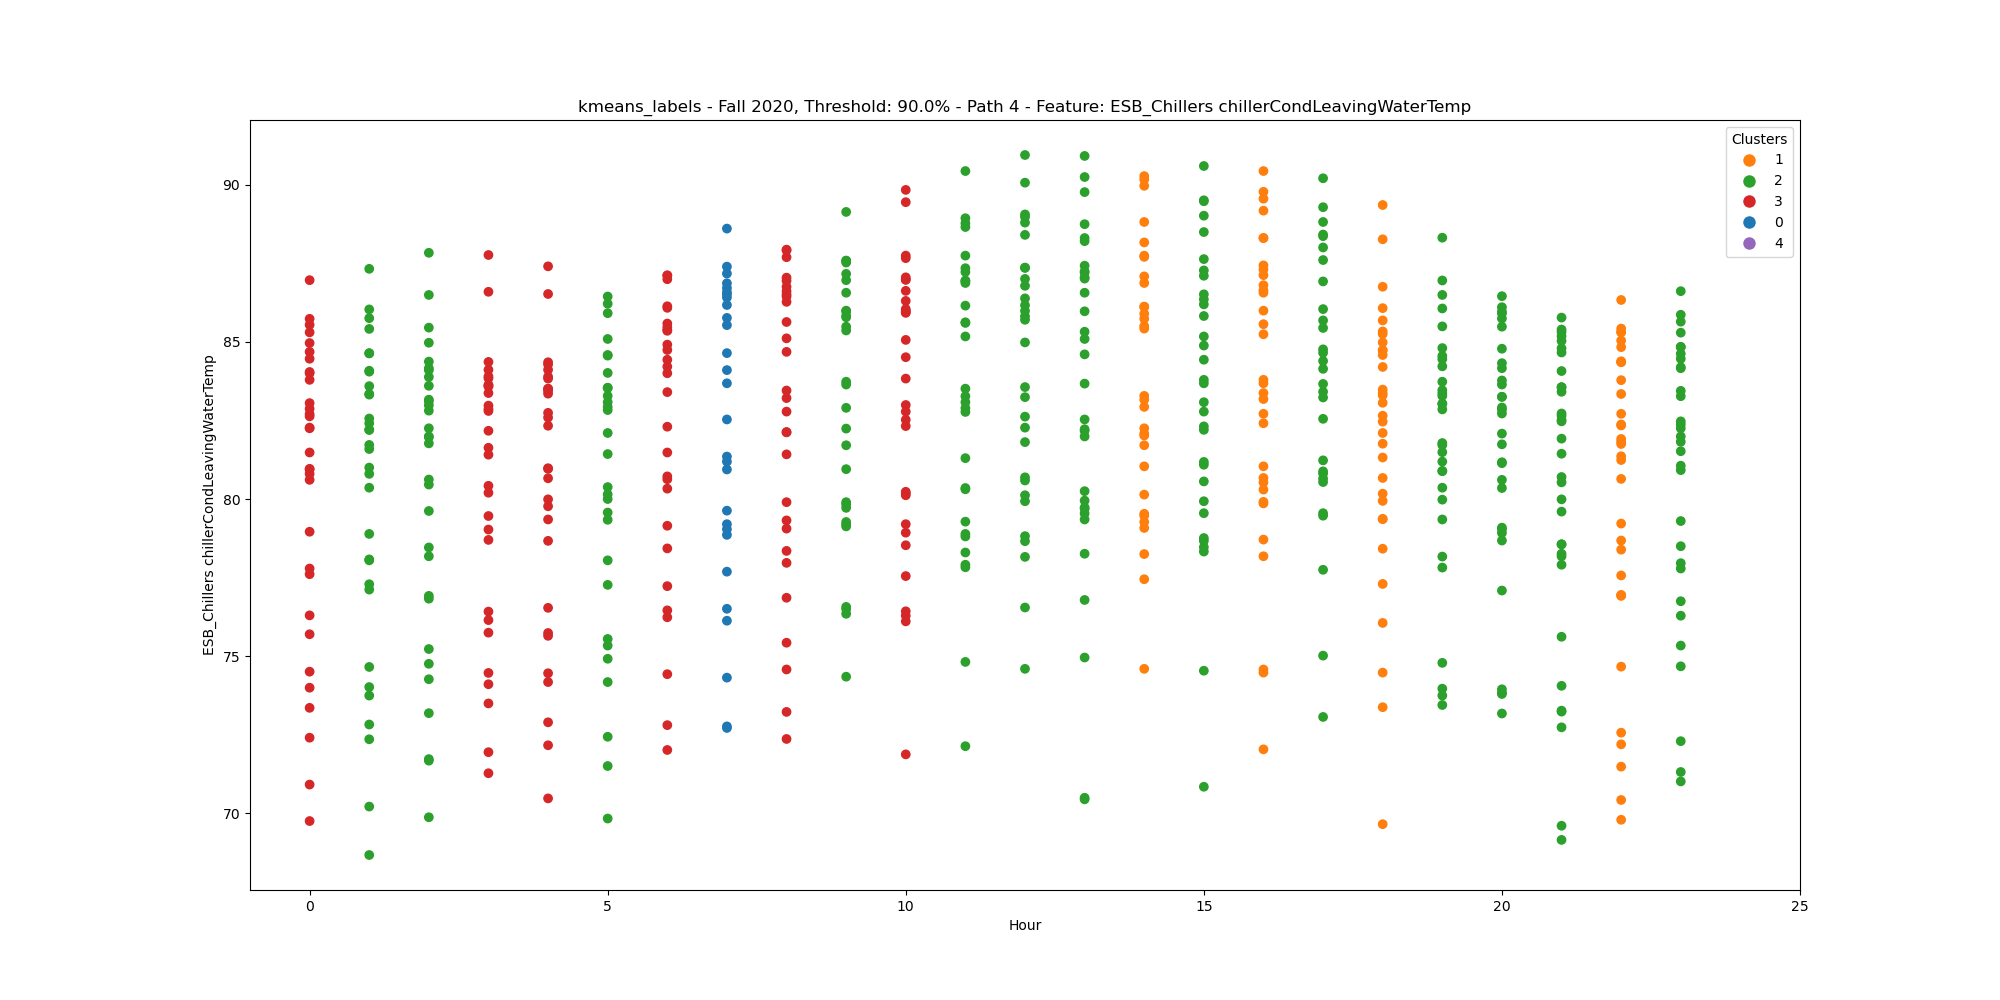 kmeans_labels - Fall 2020, Threshold: 90.0% - Path 4 - Feature: ESB_Chillers chillerCondLeavingWaterTemp
Clusters
1
2
3
0
4
90
85
80
75
70
ESB_Chillers chillerCondLeavingWaterTemp
0 5 10 15 20 25
Hour